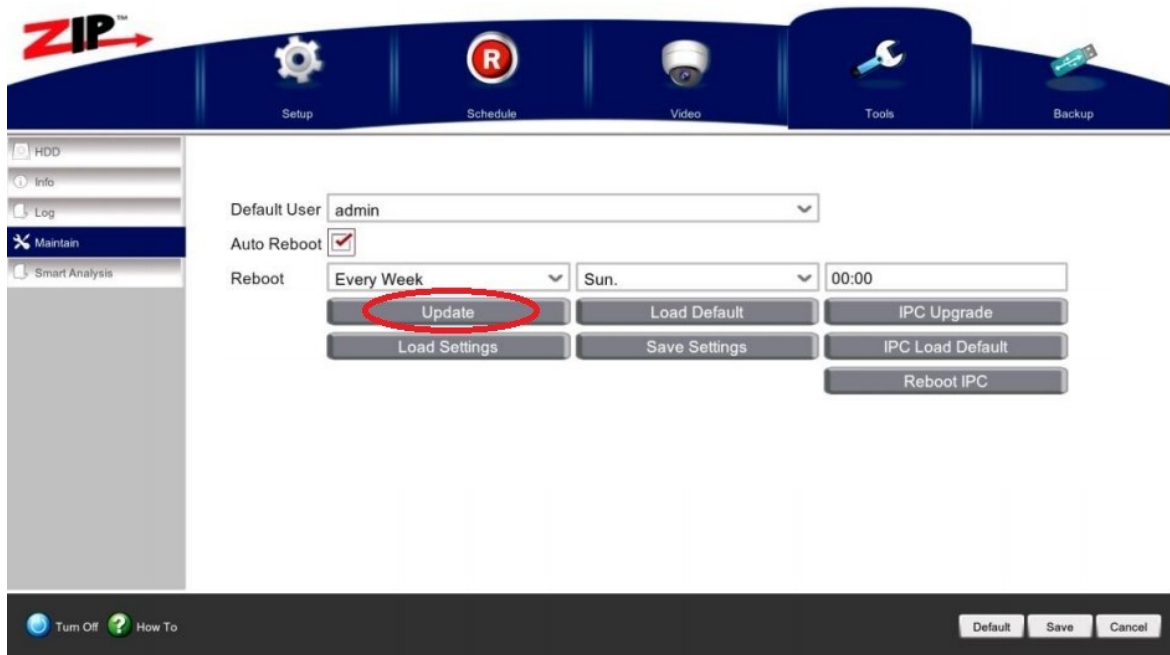 ZIP™
Setup
Schedule
Video
Tools
Backup
HDD
Info
Log
Maintain
Smart Analysis
Default User admin
Auto Reboot
Reboot Every Week Sun. 00:00
Update Load Default IPC Upgrade
Load Settings Save Settings IPC Load Default
Reboot IPC
R
Turn Off ? How To
Default Save Cancel